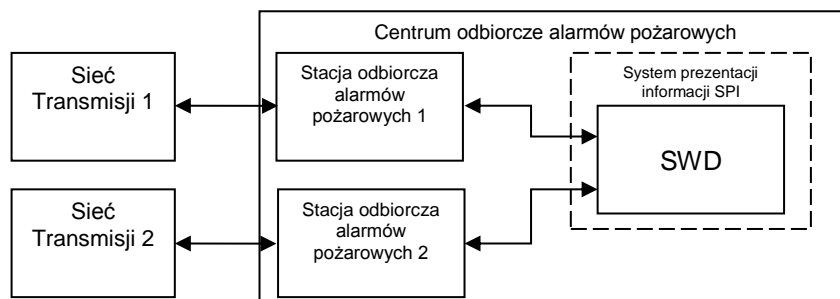 Centrum odbiorcze alarmów pożarowych
Sieć
Transmisji 1
Stacja odbiorcza
alarmów
pożarowych 1
System prezentacji
informacji SPI
SWD
Sieć
Transmisji 2
Stacja odbiorcza
alarmów
pożarowych 2